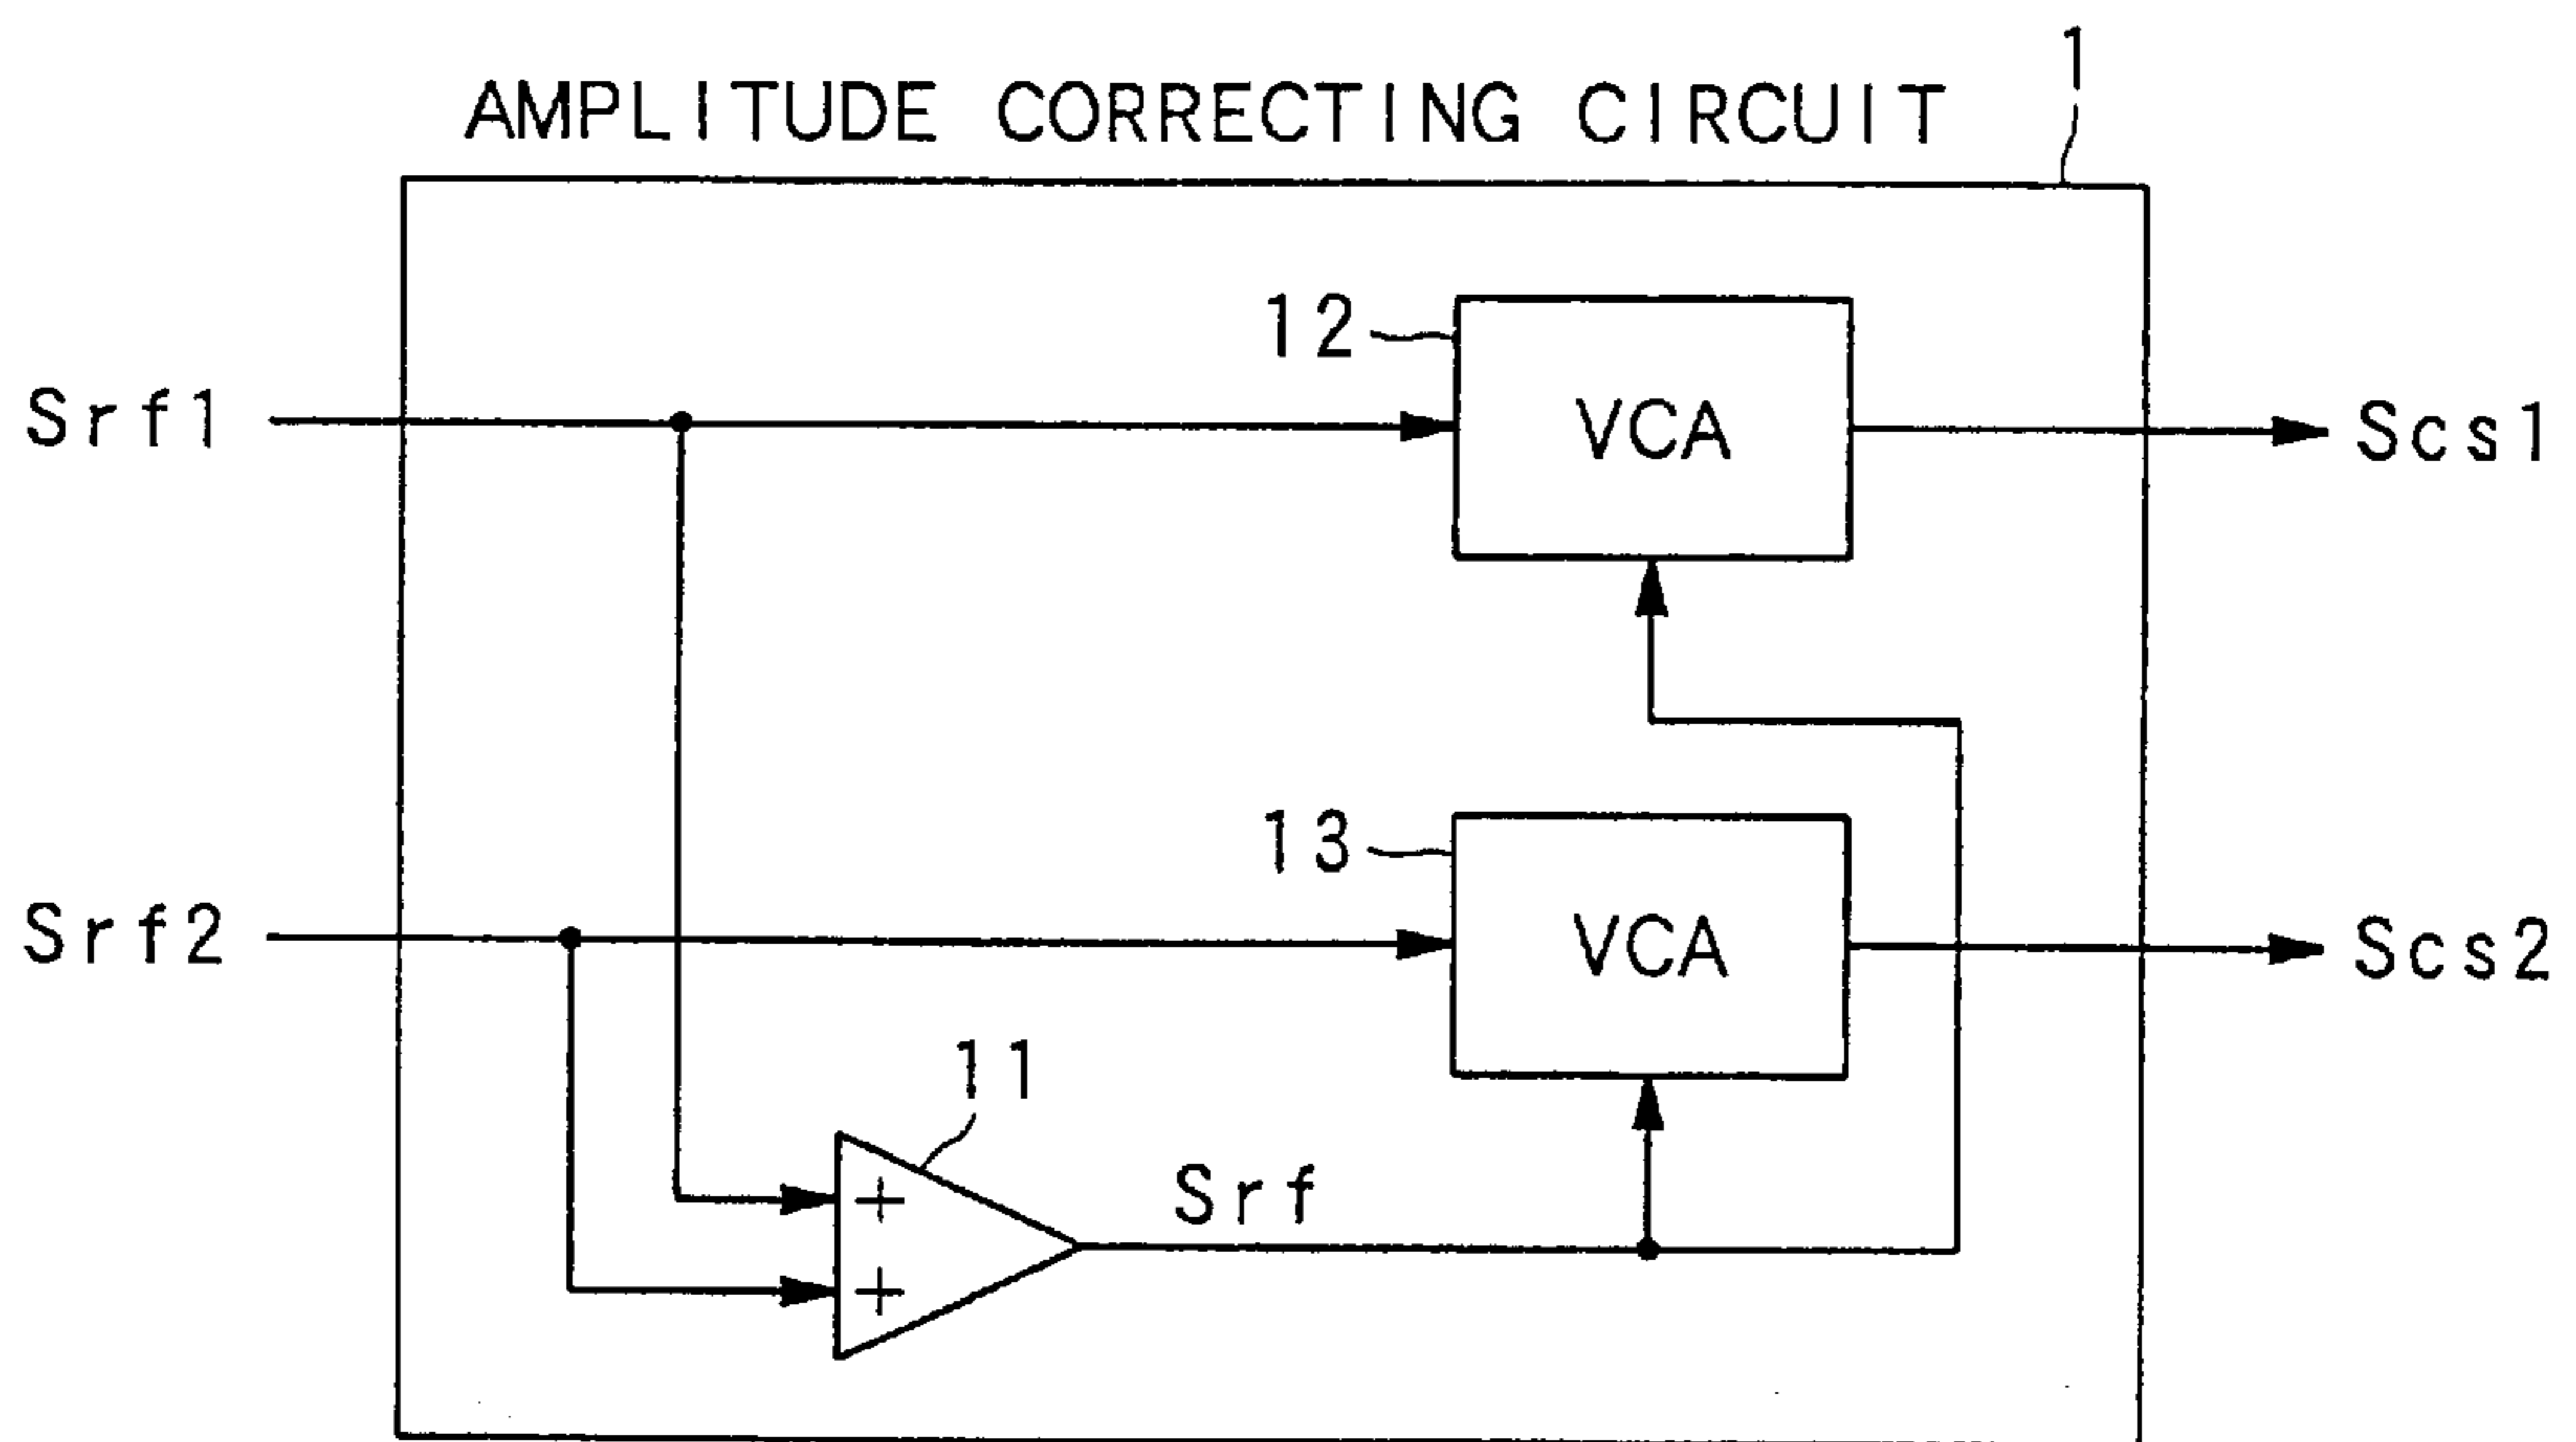 1
AMPLITUDE CORRECTING CIRCUIT
12
VCA
Srf1
Scs1
13
VCA
Srf2
Scs2
11
+
Srf
+